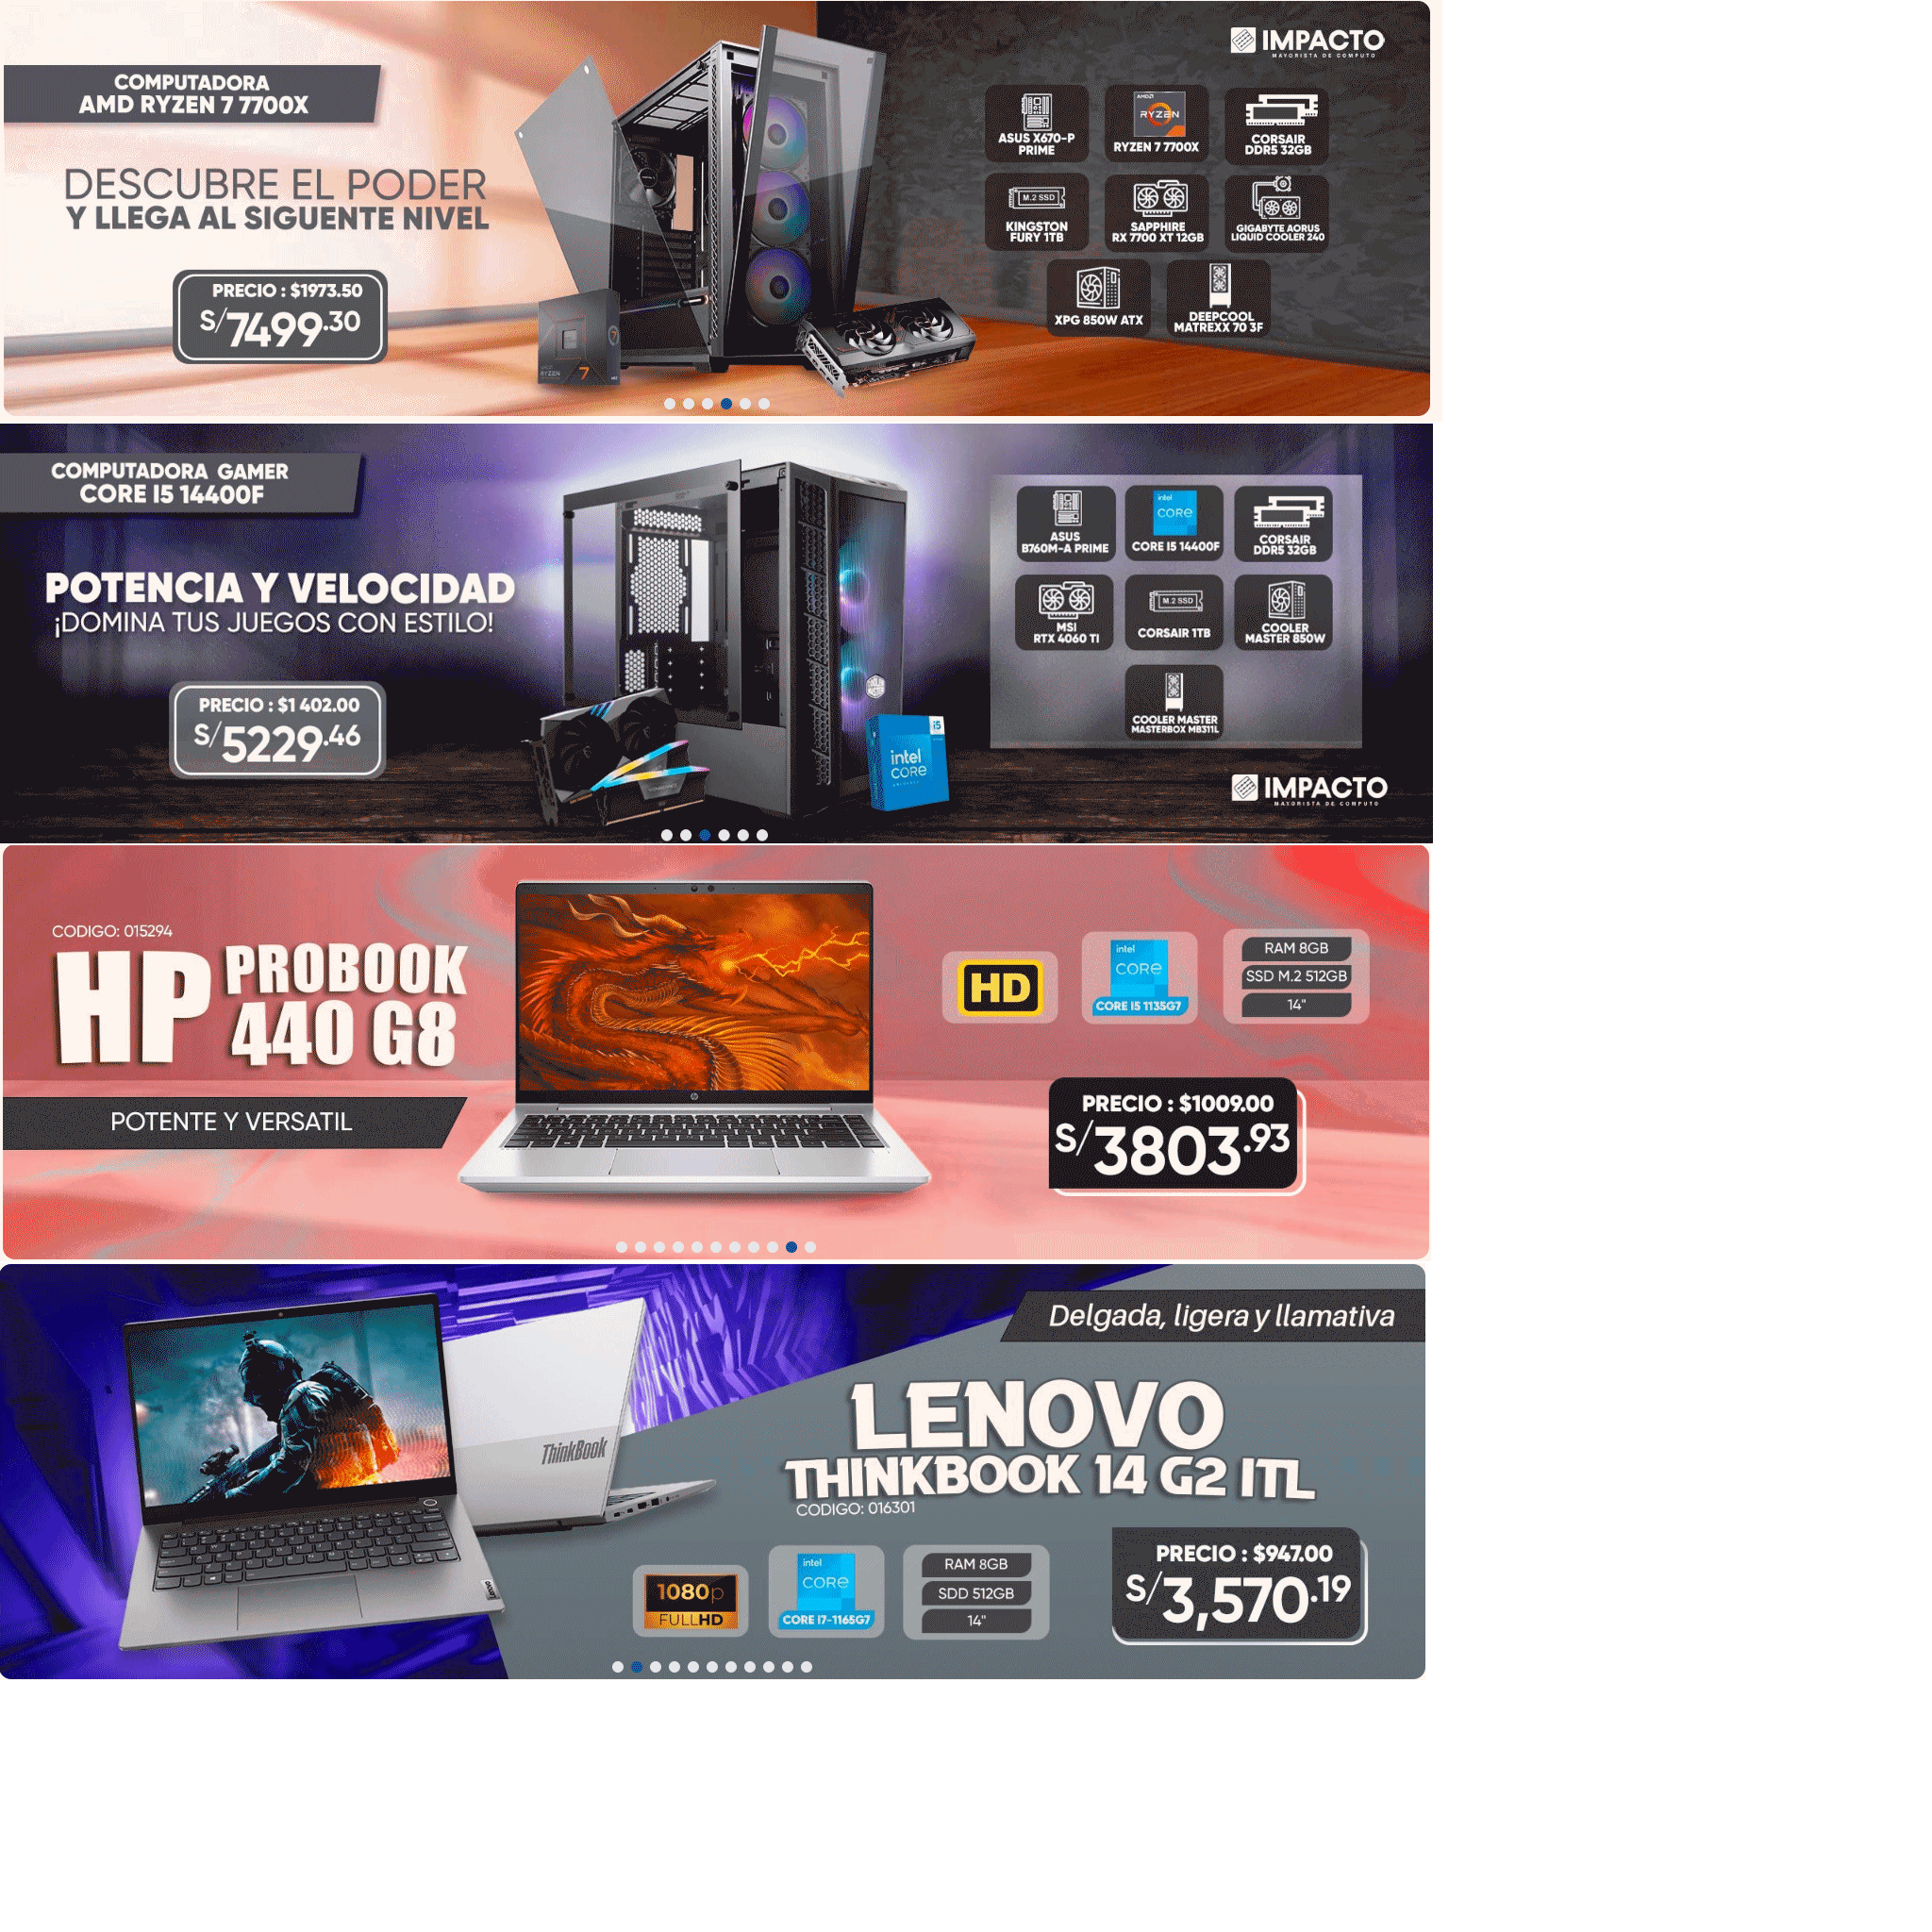 IMPACTO
MAYORISTA DE COMPUTO
COMPUTADORA
AMD RYZEN 7 7700X
DESCUBRE EL PODER
Y LLEGA AL SIGUENTE NIVEL
PRECIO : $1973.50
S/7499.30
RYZEN
7
ASUS X670-P
PRIME
AMD
RYZEN
RYZEN 7 7700X
CORSAIR
DDR5 32GB
M.2 SSD
KINGSTON
FURY 1TB
SAPPHIRE
RX 7700 XT 12GB
GIGABYTE AORUS
LIQUID COOLER 240
XPG 850W ATX
DEEPCOOL
MATREXX 70 3F
COMPUTADORA GAMER
CORE I5 14400F
POTENCIA Y VELOCIDAD
¡DOMINA TUS JUEGOS CON ESTILO!
PRECIO : $1 402.00
S/5229.46
COOLER
MASTER
i5
intel
CORE
ASUS
B760M-A PRIME
intel
CORE
CORE I5 14400F
CORSAIR
DDR5 32GB
MSI
RTX 4060 TI
M.2 SSD
CORSAIR 1TB
COOLER
MASTER 850W
COOLER MASTER
MASTERBOX MB311L
IMPACTO
MAYORISTA DE COMPUTO
CODIGO: 015294
HP PROBOOK
440 G8
POTENTE Y VERSATIL
HD
intel
CORE
CORE I5 1135G7
RAM 8GB
SSD M.2 512GB
14"
PRECIO : $1009.00
S/3803.93
Delgada, ligera y llamativa
ThinkBook
Lenovo
LENOVO
THINKBOOK 14 G2 ITL
CODIGO: 016301
1080p
FULLHD
intel
CORE
CORE I7-1165G7
RAM 8GB
SDD 512GB
14"
PRECIO : $947.00
S/3,570.19